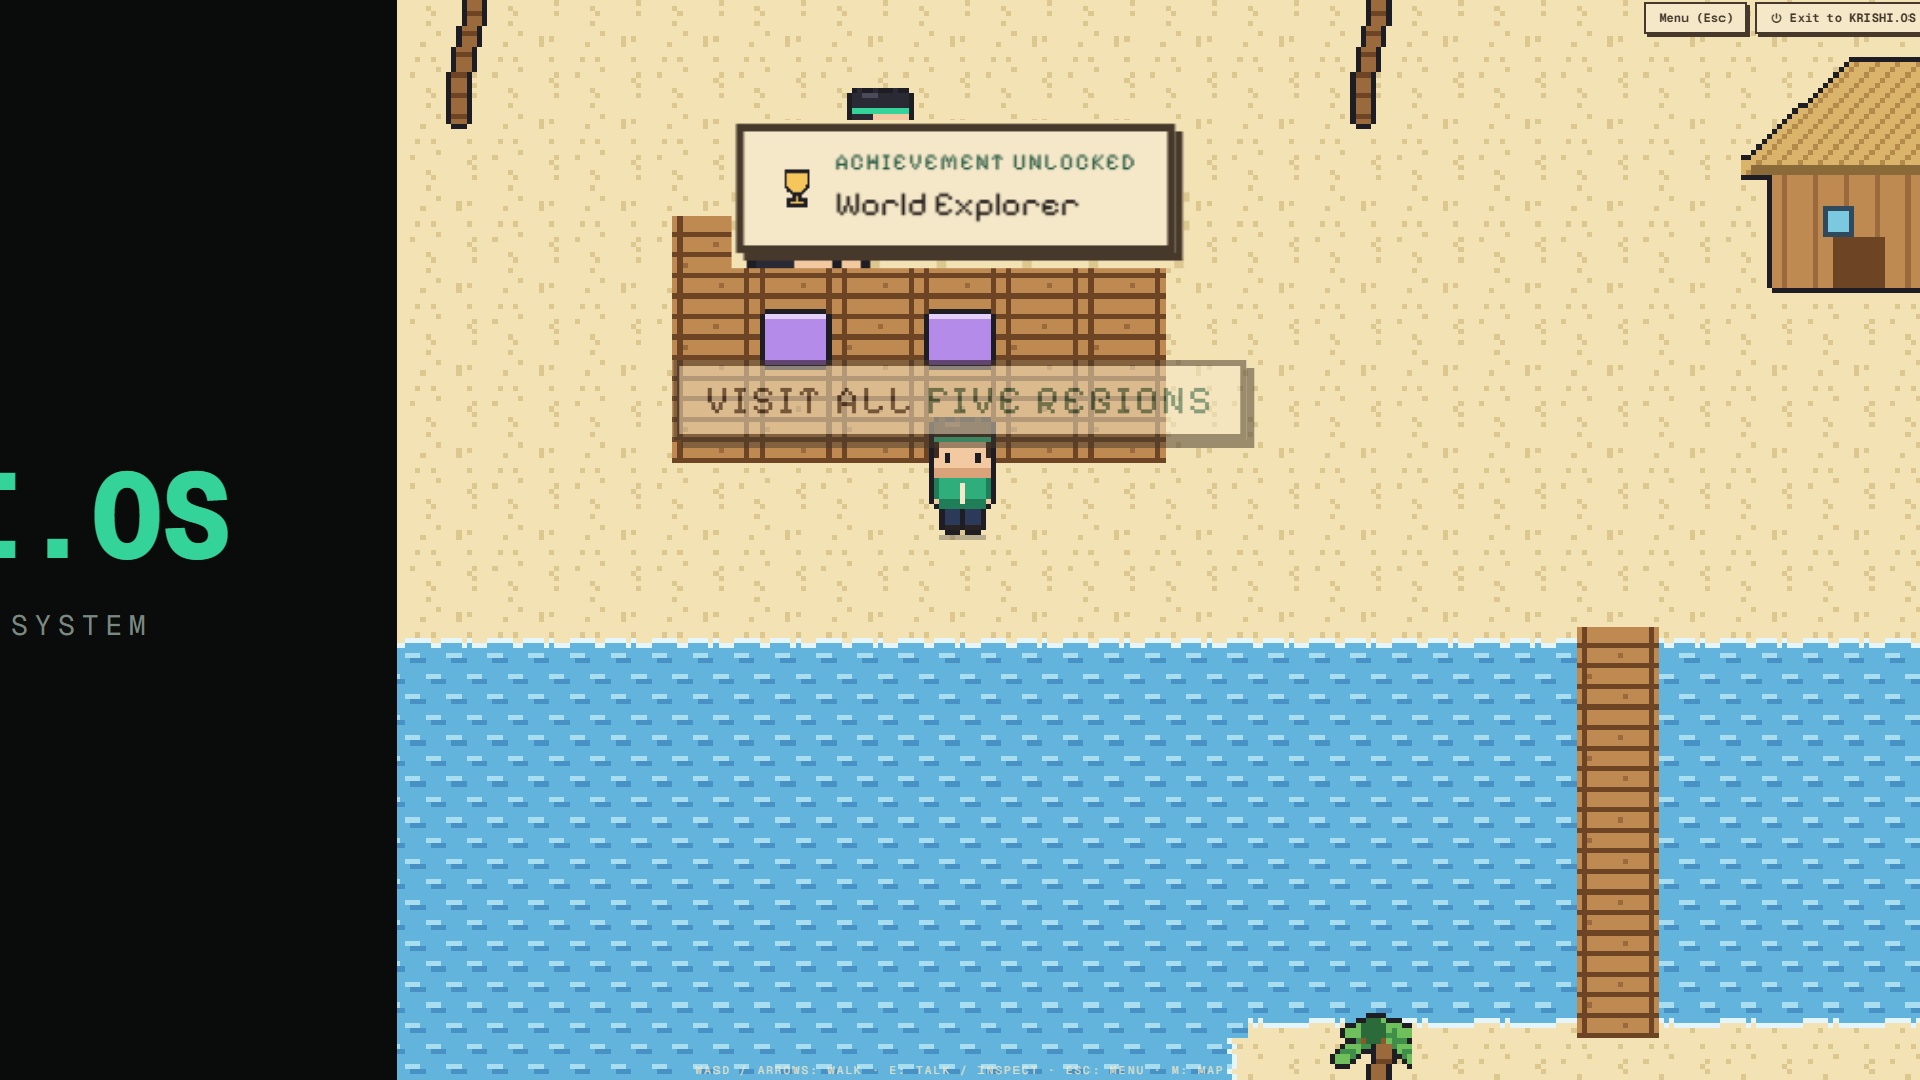 Menu (Esc)
Exit to KRISHI.OS
ACHIEVEMENT UNLOCKED
World Explorer
VISIT ALL FIVE REGIONS
I.OS
SYSTEM
WASD / ARROWS: WALK · E: TALK / INSPECT · ESC: MENU · M: MAP